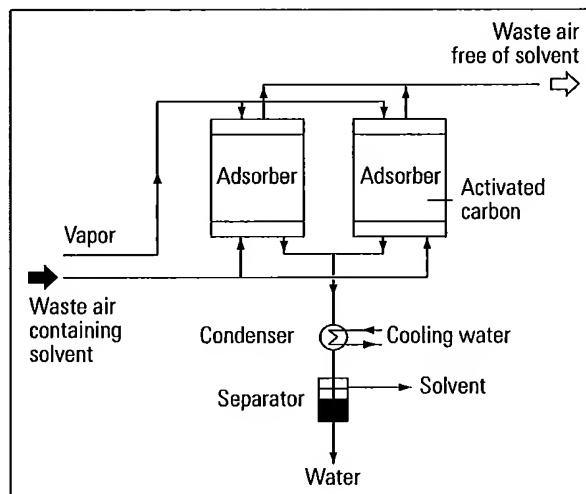 Waste air
free of solvent
Adsorber
Adsorber
Activated
carbon
Vapor
Waste air
containing
solvent
Condenser
Cooling water
Separator
Solvent
Water